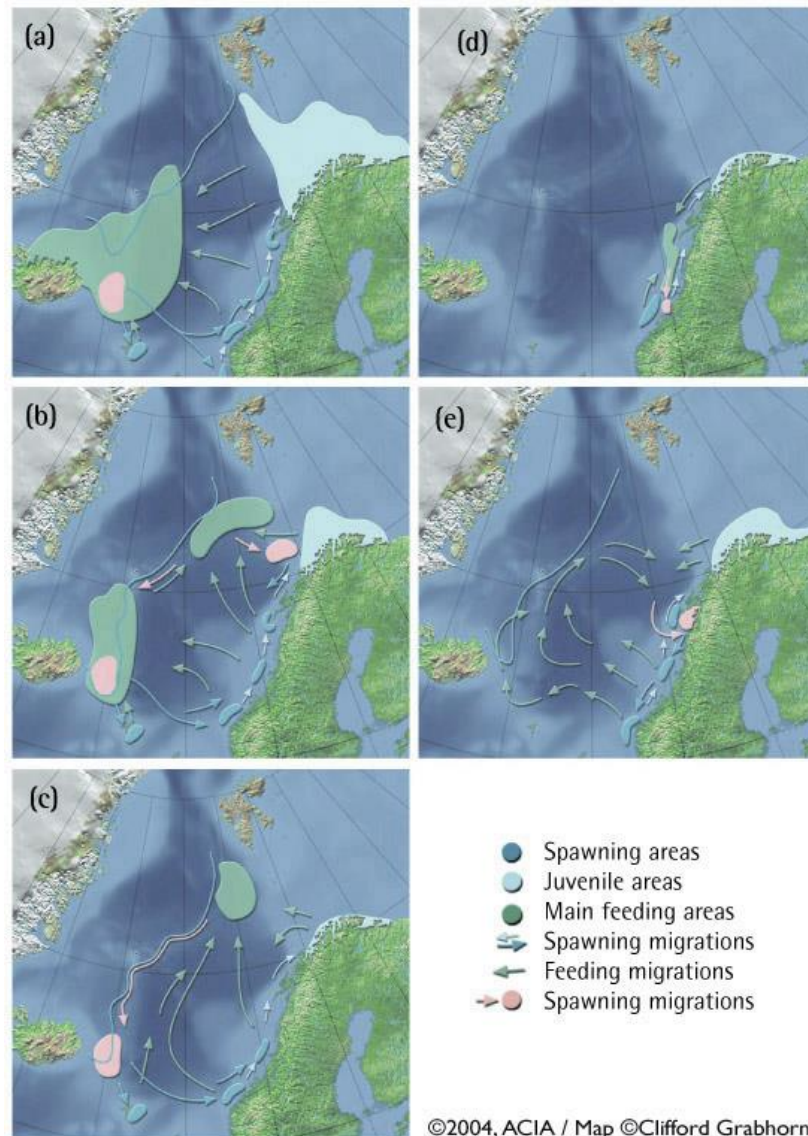 (a)
(d)
(b)
(e)
(c)
Spawning areas
Juvenile areas
Main feeding areas
Spawning migrations
Feeding migrations
Spawning migrations
©2004, ACIA / Map ©Clifford Grabhorn